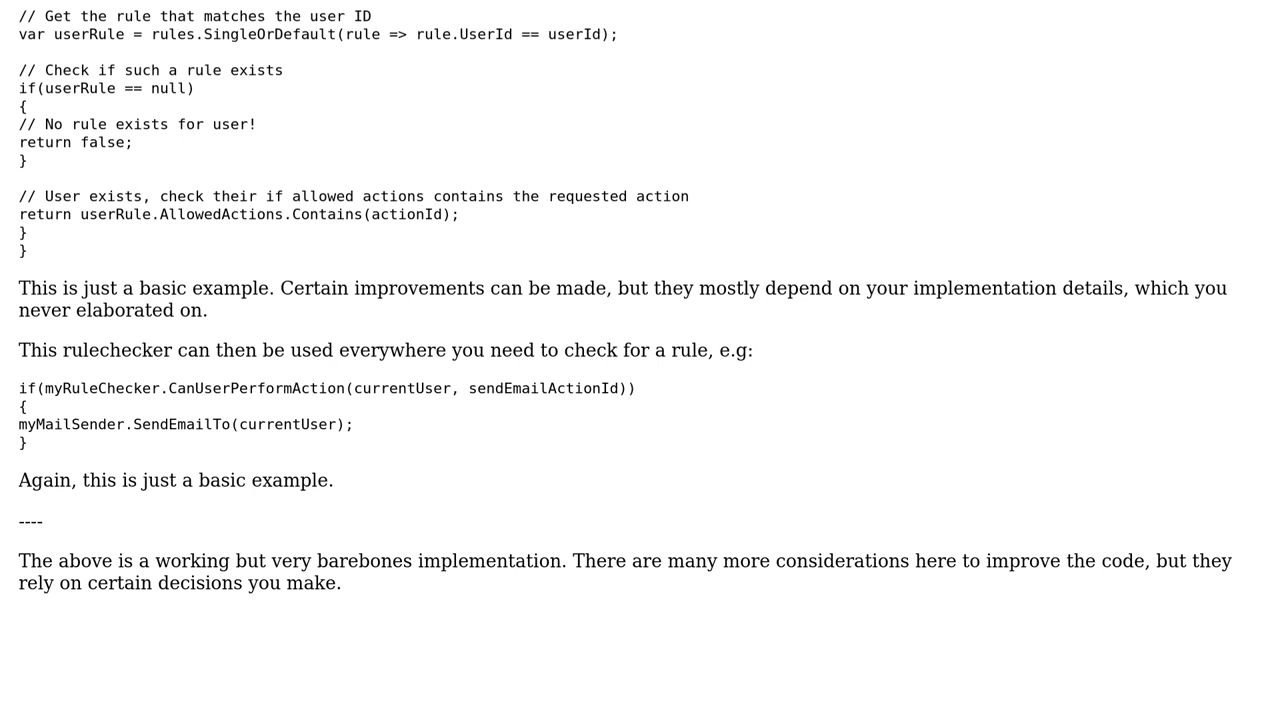 // Get the rule that matches the user ID
var userRule = rules.SingleOrDefault(rule => rule.UserId == userId);
// Check if such a rule exists
if(userRule == null)
{
// No rule exists for user!
return false;
}
// User exists, check their if allowed actions contains the requested action
return userRule.AllowedActions.Contains(actionId);
}
}
This is just a basic example. Certain improvements can be made, but they mostly depend on your implementation details, which you
never elaborated on.
This rulechecker can then be used everywhere you need to check for a rule, e.g:
if(myRuleChecker.CanUserPerformAction(currentUser, sendEmailActionId))
{
myMailSender.SendEmailTo(currentUser);
}
Again, this is just a basic example.
----
The above is a working but very barebones implementation. There are many more considerations here to improve the code, but they
rely on certain decisions you make.